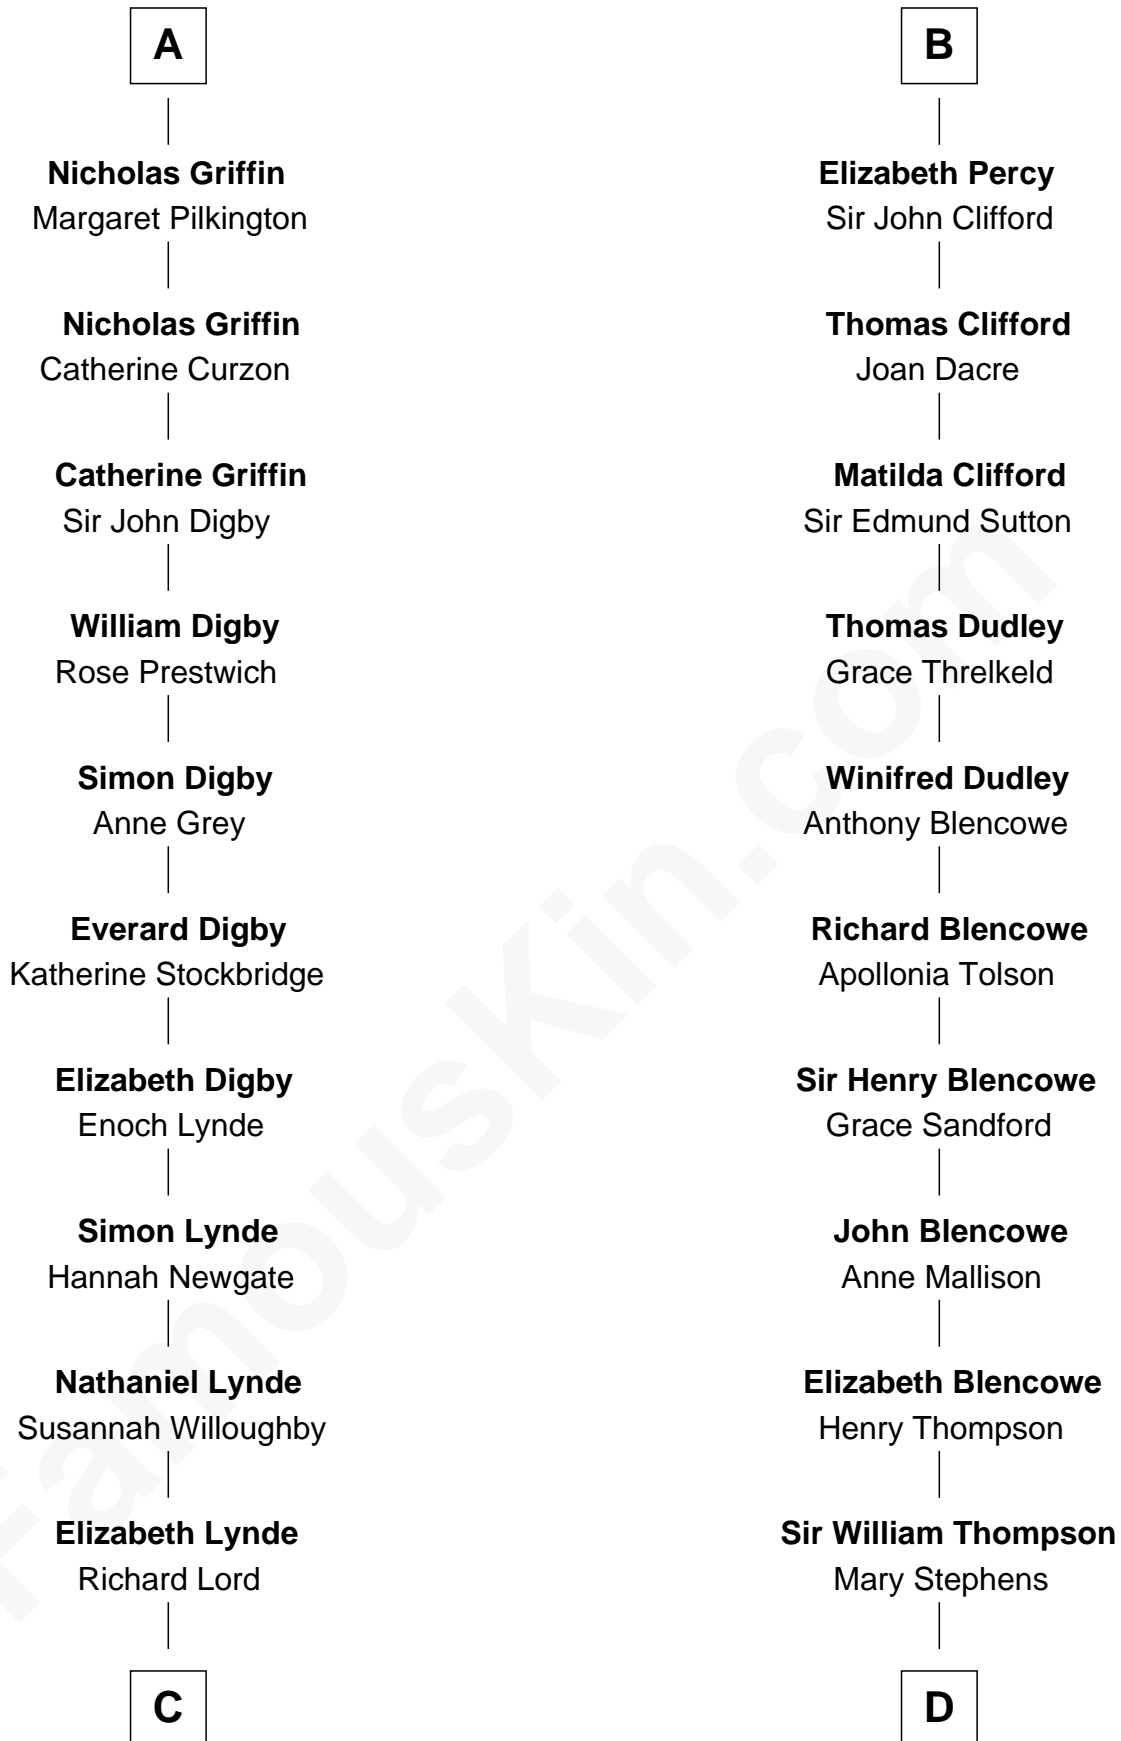 A
Nicholas Griffin
Margaret Pilkington
Nicholas Griffin
Catherine Curzon
Catherine Griffin
Sir John Digby
William Digby
Rose Prestwich
Simon Digby
Anne Grey
Everard Digby
Katherine Stockbridge
Elizabeth Digby
Enoch Lynde
Simon Lynde
Hannah Newgate
Nathaniel Lynde
Susannah Willoughby
Elizabeth Lynde
Richard Lord
C
B
Elizabeth Percy
Sir John Clifford
Thomas Clifford
Joan Dacre
Matilda Clifford
Sir Edmund Sutton
Thomas Dudley
Grace Threlkeld
Winifred Dudley
Anthony Blencowe
Richard Blencowe
Apollonia Tolson
Sir Henry Blencowe
Grace Sandford
John Blencowe
Anne Mallison
Elizabeth Blencowe
Henry Thompson
Sir William Thompson
Mary Stephens
D
FamousKin.com